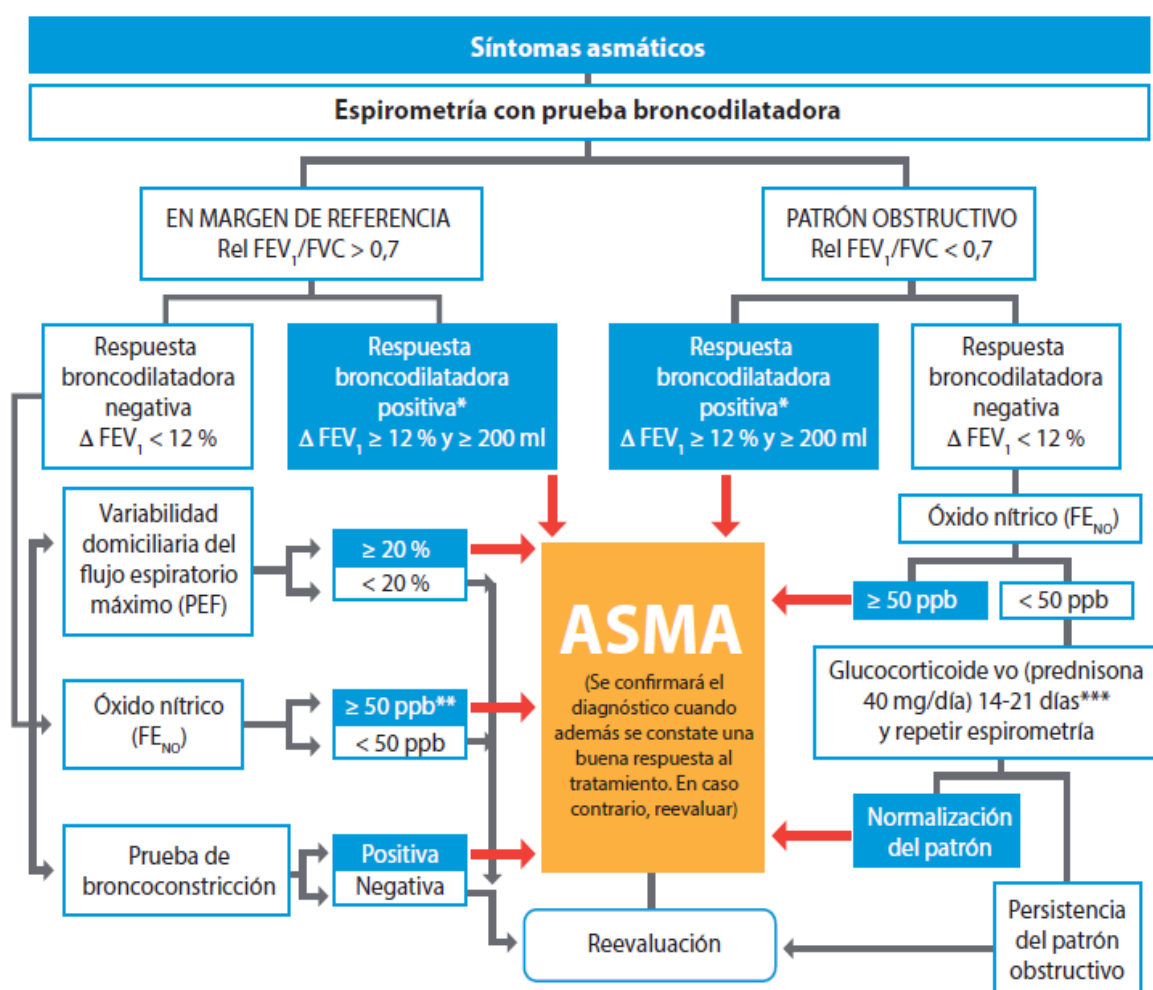 Síntomas asmáticos
Espirometría con prueba broncodilatadora
EN MARGEN DE REFERENCIA
Rel FEV₁/FVC > 0,7
PATRÓN OBSTRUCTIVO
Rel FEV₁/FVC < 0,7
Respuesta
broncodilatadora
negativa
Δ FEV₁ < 12 %
Respuesta
broncodilatadora
positiva*
Δ FEV₁ ≥ 12 % y ≥ 200 ml
Respuesta
broncodilatadora
positiva*
Δ FEV₁ ≥ 12 % y ≥ 200 ml
Respuesta
broncodilatadora
negativa
Δ FEV₁ < 12 %
Variabilidad
domiciliaria del
flujo espiratorio
máximo (PEF)
≥ 20 %
< 20 %
Óxido nítrico
(FE_NO)
≥ 50 ppb**
< 50 ppb
Prueba de
broncoconstricción
Positiva
Negativa
ASMA
(Se confirmará el
diagnóstico cuando
además se constate una
buena respuesta al
tratamiento. En caso
contrario, reevaluar)
Óxido nítrico (FE_NO)
≥ 50 ppb
< 50 ppb
Glucocorticoide vo (prednisona
40 mg/día) 14-21 días***
y repetir espirometría
Normalización
del patrón
Persistencia
del patrón
obstructivo
Reevaluación